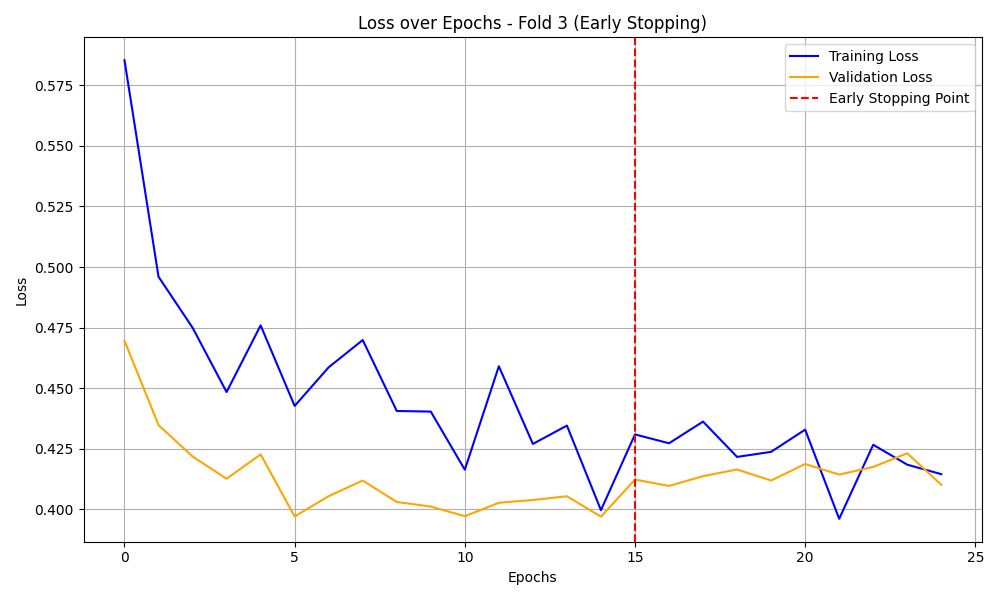 Loss over Epochs - Fold 3 (Early Stopping)
Training Loss
Validation Loss
Early Stopping Point
Loss
0.575
0.550
0.525
0.500
0.475
0.450
0.425
0.400
0 5 10 15 20 25
Epochs